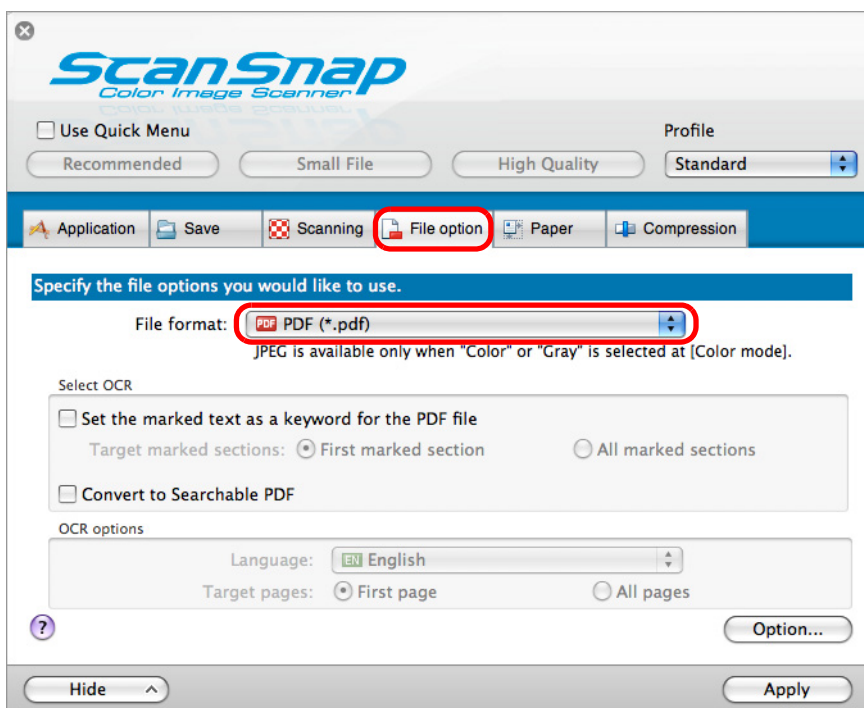 ScanSnap
Color Image Scanner
Use Quick Menu
Profile
Recommended
Small File
High Quality
Standard
Application
Save
Scanning
File option
Paper
Compression
Specify the file options you would like to use.
File format: PDF PDF (*.pdf)
JPEG is available only when "Color" or "Gray" is selected at [Color mode].
Select OCR
Set the marked text as a keyword for the PDF file
Target marked sections: First marked section All marked sections
Convert to Searchable PDF
OCR options
Language: EN English
Target pages: First page All pages
?
Option...
Hide
Apply